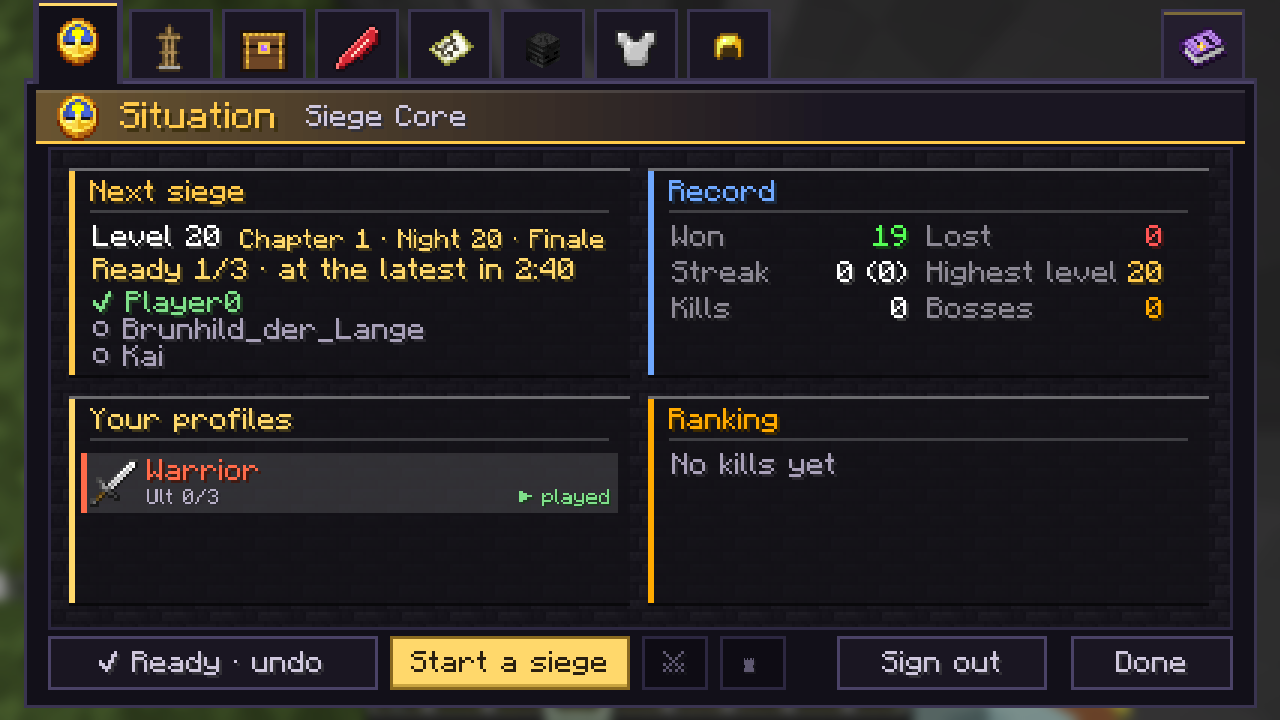 Situation Siege Core
Next siege
Level 20 Chapter 1 · Night 20 · Finale
Ready 1/3 · at the latest in 2:40
✓ Player0
○ Brunhild_der_Lange
○ Kai
Record
Won 19 Lost 0
Streak 0 (0) Highest level 20
Kills 0 Bosses 0
Your profiles
Warrior
Ult 0/3 ► played
Ranking
No kills yet
✓ Ready · undo Start a siege Sign out Done